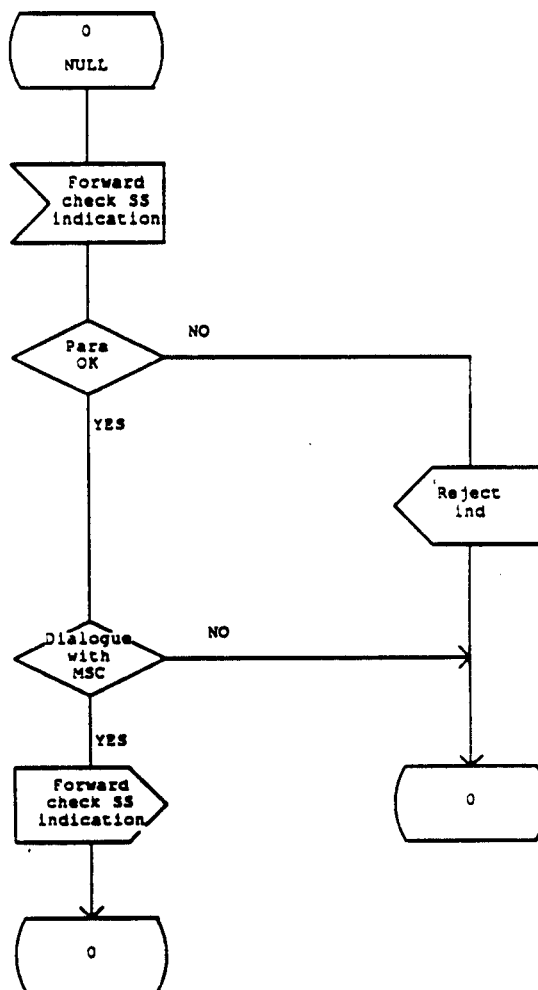 0
NULL
Forward
check SS
indication
NO
Para
OK
YES
Reject
ind
NO
Dialogue
with
MSC
YES
Forward
check SS
indication
0
0